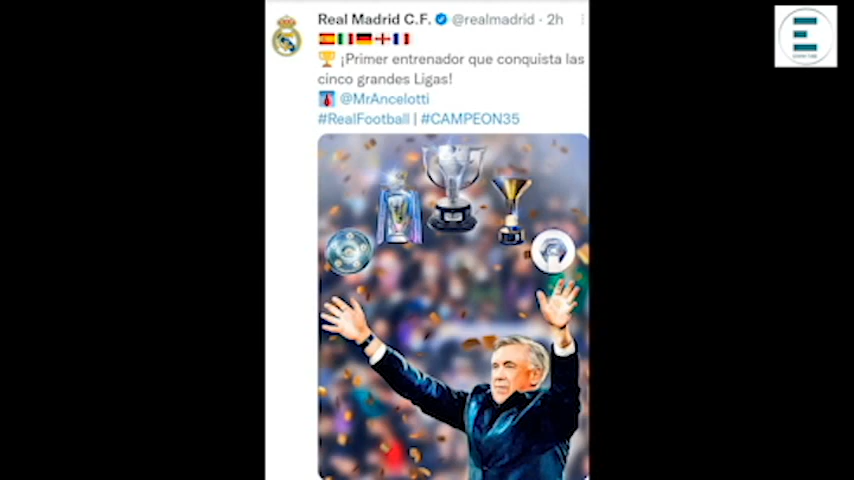 Real Madrid C.F. @realmadrid · 2h
¡Primer entrenador que conquista las
cinco grandes Ligas!
@MrAncelotti
#RealFootball | #CAMPEON35
E